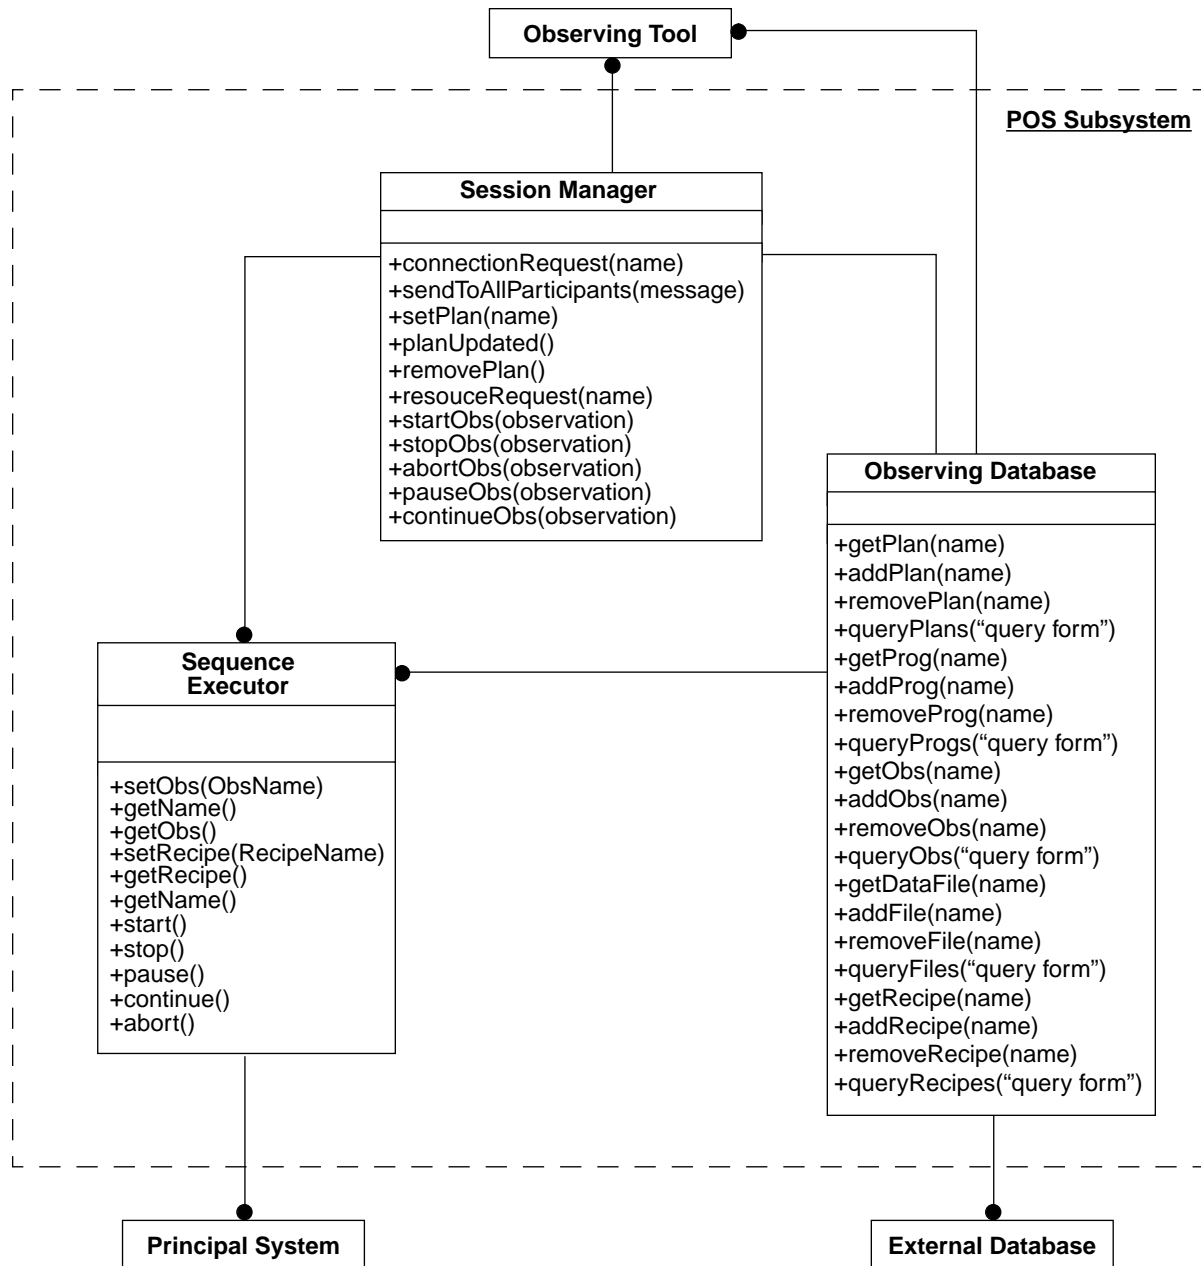 Observing Tool
POS Subsystem
Session Manager
+connectionRequest(name)
+sendToAllParticipants(message)
+setPlan(name)
+planUpdated()
+removePlan()
+resouceRequest(name)
+startObs(observation)
+stopObs(observation)
+abortObs(observation)
+pauseObs(observation)
+continueObs(observation)
Observing Database
+getPlan(name)
+addPlan(name)
+removePlan(name)
+queryPlans(“query form”)
+getProg(name)
+addProg(name)
+removeProg(name)
+queryProgs(“query form”)
+getObs(name)
+addObs(name)
+removeObs(name)
+queryObs(“query form”)
+getDataFile(name)
+addFile(name)
+removeFile(name)
+queryFiles(“query form”)
+getRecipe(name)
+addRecipe(name)
+removeRecipe(name)
+queryRecipes(“query form”)
Sequence
Executor
+setObs(ObsName)
+getName()
+getObs()
+setRecipe(RecipeName)
+getRecipe()
+getName()
+start()
+stop()
+pause()
+continue()
+abort()
Principal System
External Database